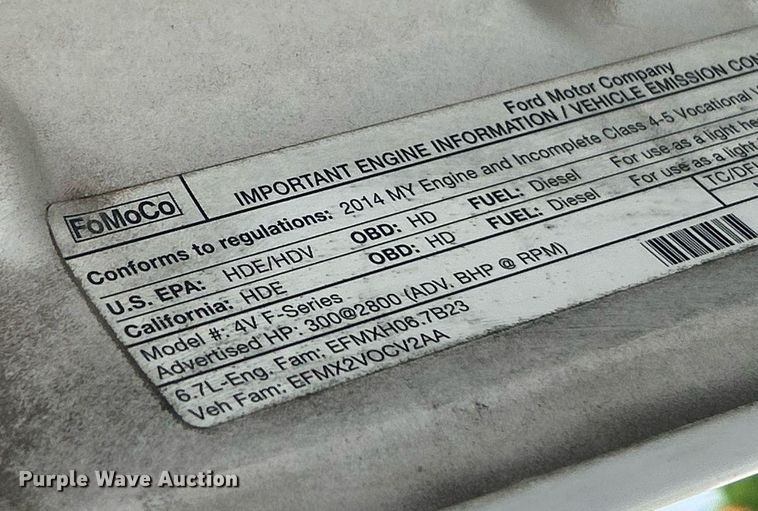 FoMoCo
Ford Motor Company
IMPORTANT ENGINE INFORMATION / VEHICLE EMISSION
Conforms to regulations: 2014 MY Engine and Incomplete Class 4-5 Vocational
U.S. EPA: HDE/HDV OBD: HD FUEL: Diesel For use as a light
California: HDE OBD: HD FUEL: Diesel For use as a light
Model #: 4V F-Series
TC/DFI
Advertised HP: 300@2800 (ADV. BHP @ RPM)
6.7L-Eng. Fam: EFMXH06.7B23
Veh Fam: EFMX2VOCV2AA
Purple Wave Auction